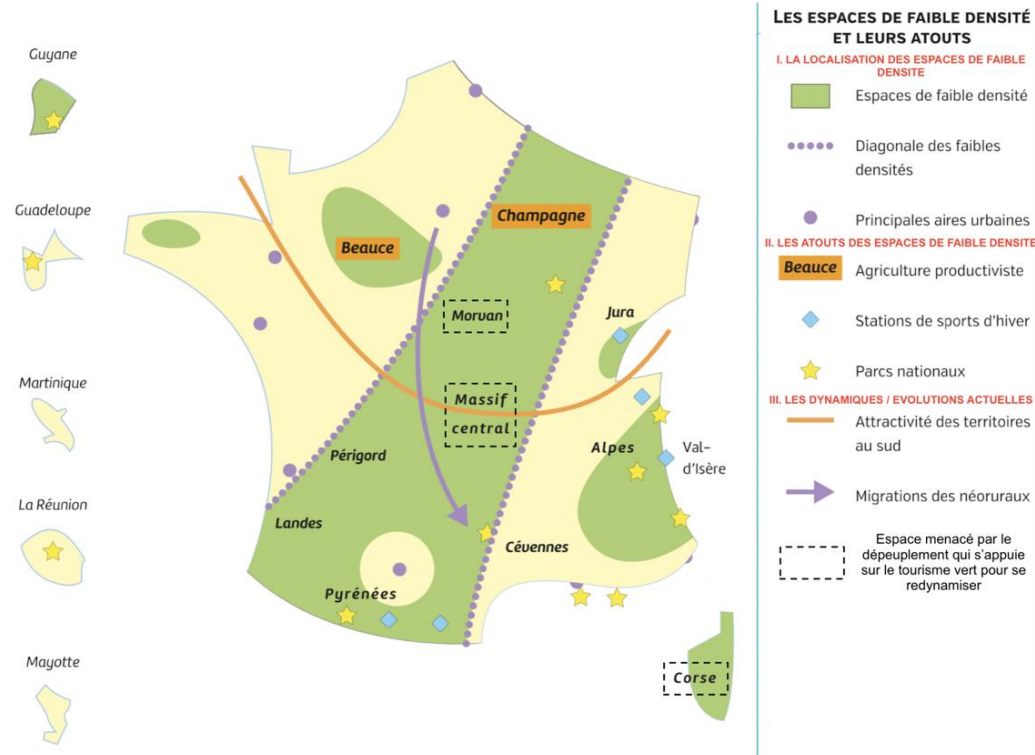 Guyane
Guadeloupe
Martinique
La Réunion
Mayotte
Champagne
Beauce
Morvan
Jura
Massif
central
Périgord
Alpes
Val-
d'Isère
Landes
Cévennes
Pyrénées
Corse
LES ESPACES DE FAIBLE DENSITÉ
ET LEURS ATOUTS
I. LA LOCALISATION DES ESPACES DE FAIBLE
DENSITE
Espaces de faible densité
Diagonale des faibles
densités
Principales aires urbaines
II. LES ATOUTS DES ESPACES DE FAIBLE DENSITE
Beauce Agriculture productiviste
Stations de sports d'hiver
Parcs nationaux
III. LES DYNAMIQUES / EVOLUTIONS ACTUELLES
Attractivité des territoires
au sud
Migrations des néoruraux
Espace menacé par le
dépeuplement qui s'appuie
sur le tourisme vert pour se
redynamiser